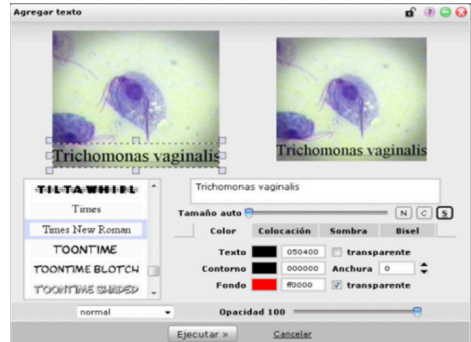 Agregar texto
Trichomonas vaginalis
Trichomonas vaginalis
TILTAWHIRL
Times
Times New Roman
TOONTIME
TOONTIME BLOTCH
TOONTIME SHADED
normal
Trichomonas vaginalis
Tamaño auto
N C S
Color Colocación Sombra Bisel
Texto 050400 transparente
Contorno 000000 Anchura 0
Fondo ff0000 transparente
Opacidad 100
Ejecutar » Cancelar